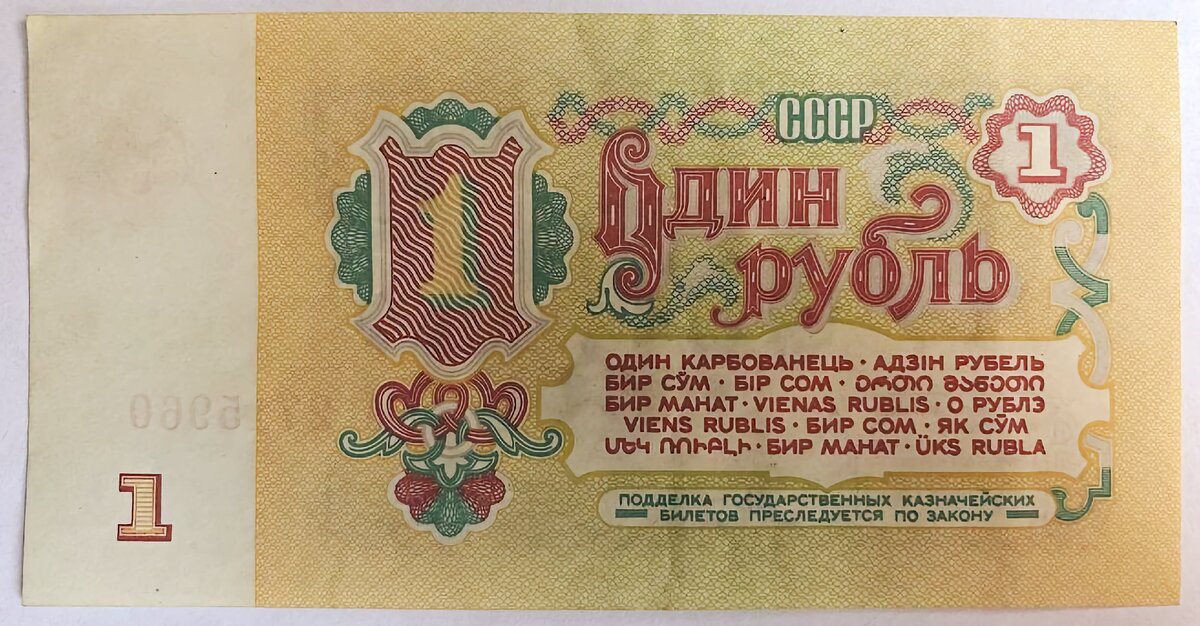 СССР
1
1
Один
рубль
ОДИН КАРБОВАНЕЦЬ · АДЗІН РУБЕЛЬ
БИР СЎМ · БІР СОМ · ᲔᲠᲗᲘ ᲛᲐᲜᲔᲗᲘ
БИР МАНАТ · VIENAS RUBLIS · О РУБЛЭ
VIENS RUBLIS · БИР СОМ · ЯК СЎМ
ՄԵԿ ՌՈՒԲԼԻ · БИР МАНАТ · ÜKS RUBLA
ПОДДЕЛКА ГОСУДАРСТВЕННЫХ КАЗНАЧЕЙСКИХ
БИЛЕТОВ ПРЕСЛЕДУЕТСЯ ПО ЗАКОНУ
1